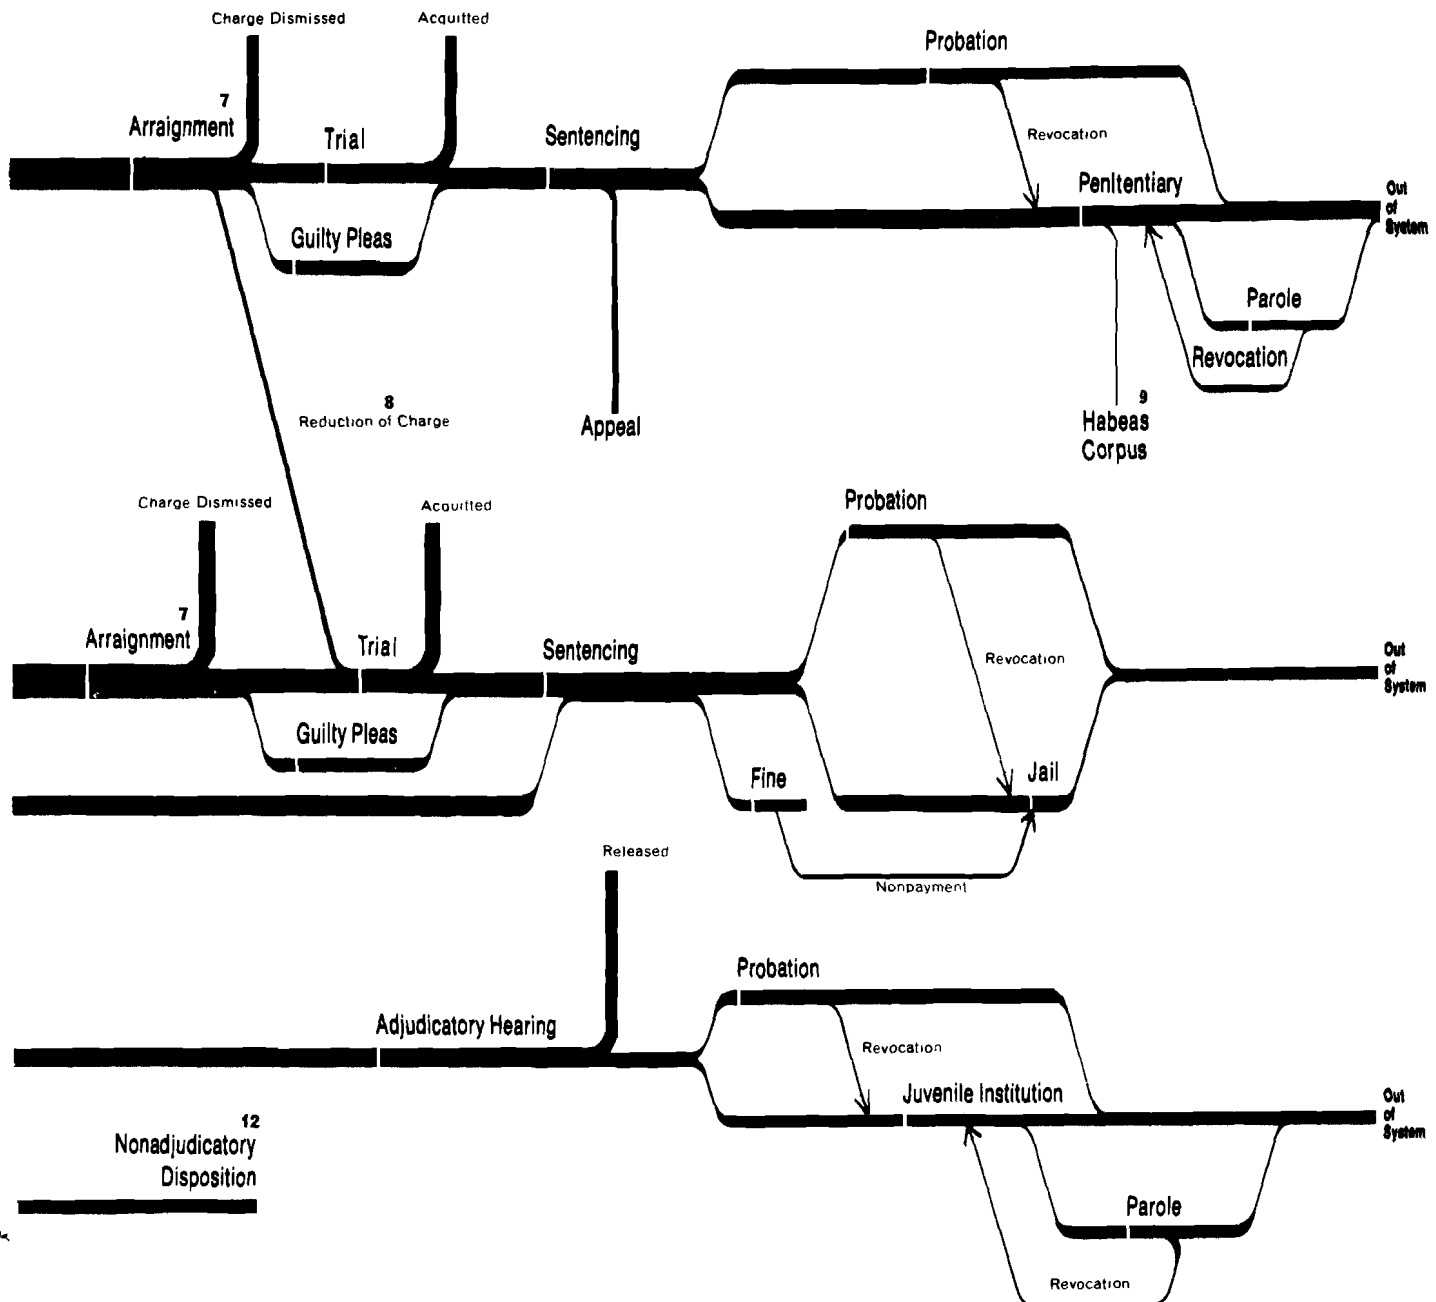 Charge Dismissed
Acquitted
Probation
7
Arraignment
Trial
Sentencing
Revocation
Penitentiary
Out
of
System
Guilty Pleas
Parole
Revocation
8
Reduction of Charge
Appeal
9
Habeas
Corpus
Charge Dismissed
Acquitted
Probation
7
Arraignment
Trial
Sentencing
Revocation
Out
of
System
Guilty Pleas
Fine
Jail
Nonpayment
Released
Probation
Adjudicatory Hearing
Revocation
Juvenile Institution
Out
of
System
12
Nonadjudicatory
Disposition
Parole
Revocation